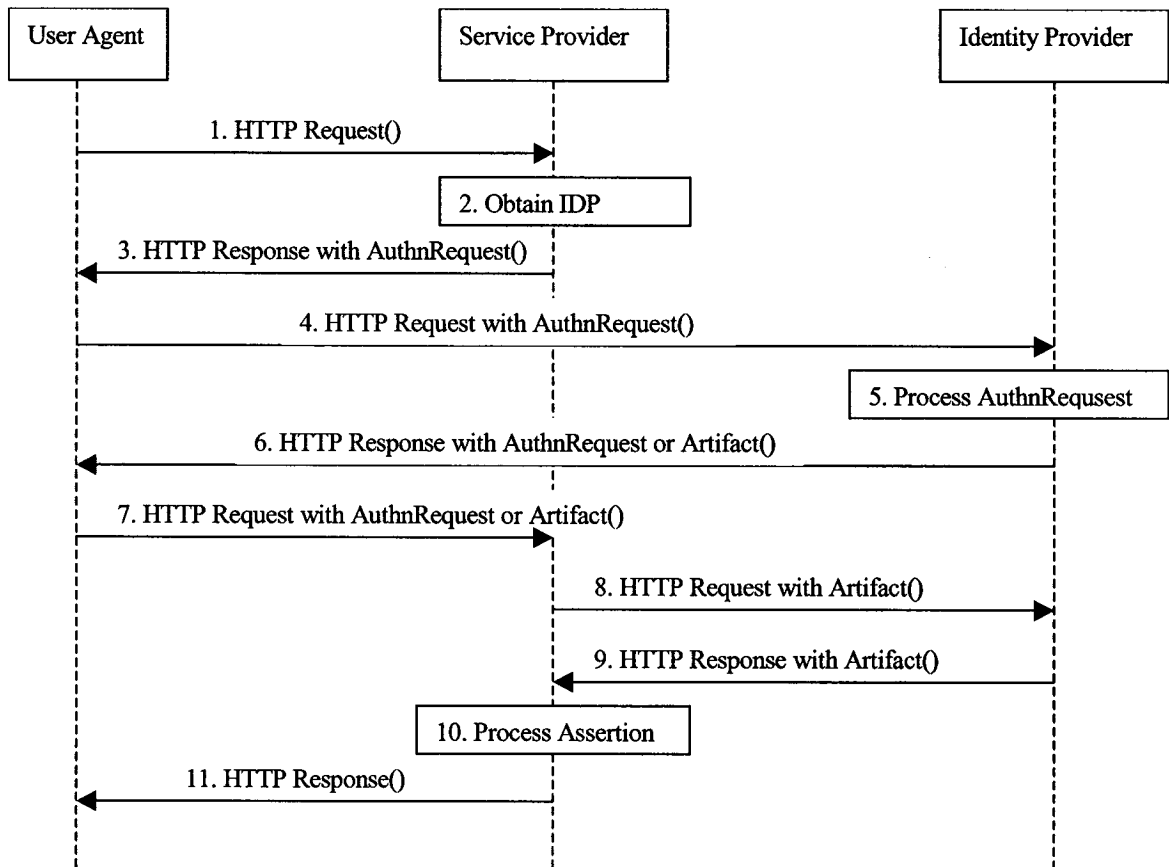 User Agent
Service Provider
Identity Provider
1. HTTP Request()
2. Obtain IDP
3. HTTP Response with AuthnRequest()
4. HTTP Request with AuthnRequest()
5. Process AuthnRequsest
6. HTTP Response with AuthnRequest or Artifact()
7. HTTP Request with AuthnRequest or Artifact()
8. HTTP Request with Artifact()
9. HTTP Response with Artifact()
10. Process Assertion
11. HTTP Response()